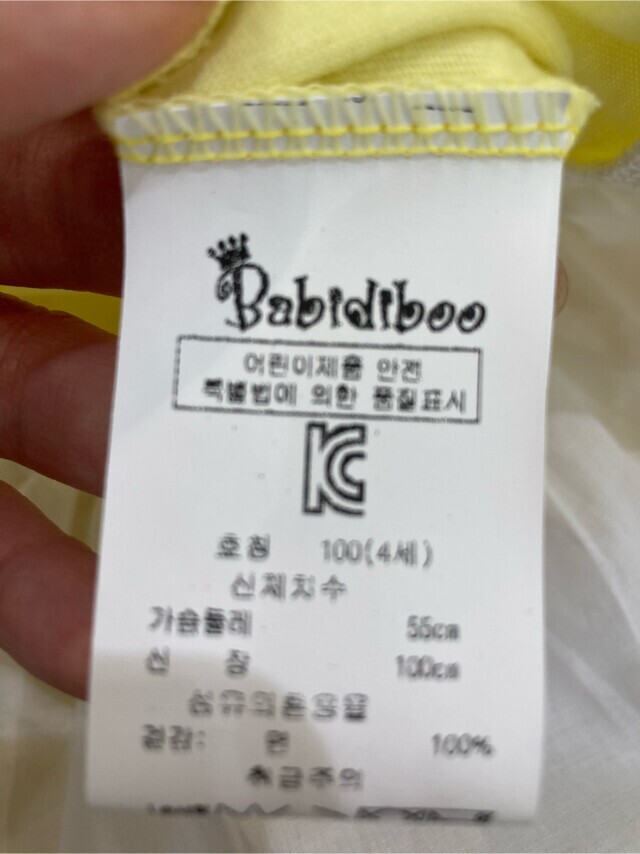 Babidiboo
어린이제품 안전
특별법에 의한 품질표시
KC
호칭 100(4세)
신체치수
가슴둘레 55cm
신 장 100cm
섬유의혼용율
겉감: 면 100%
취급주의